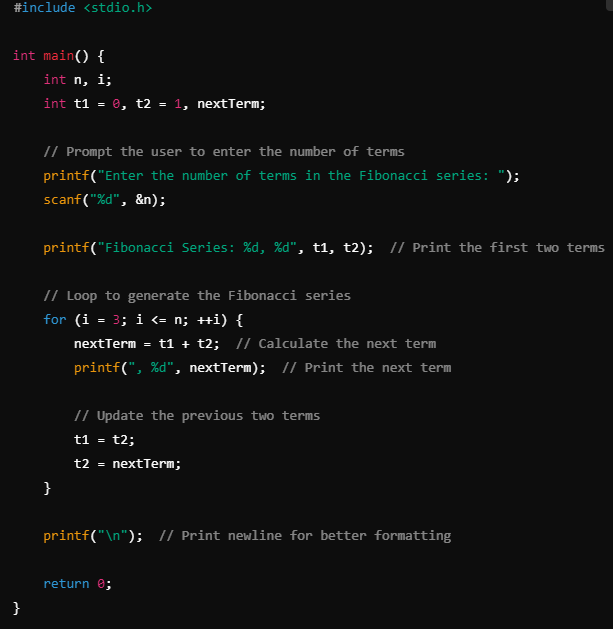 #include <stdio.h>

int main() {
    int n, i;
    int t1 = 0, t2 = 1, nextTerm;

    // Prompt the user to enter the number of terms
    printf("Enter the number of terms in the Fibonacci series: ");
    scanf("%d", &n);

    printf("Fibonacci Series: %d, %d", t1, t2);  // Print the first two terms

    // Loop to generate the Fibonacci series
    for (i = 3; i <= n; ++i) {
        nextTerm = t1 + t2;  // Calculate the next term
        printf(", %d", nextTerm);  // Print the next term

        // Update the previous two terms
        t1 = t2;
        t2 = nextTerm;
    }

    printf("\n");  // Print newline for better formatting

    return 0;
}